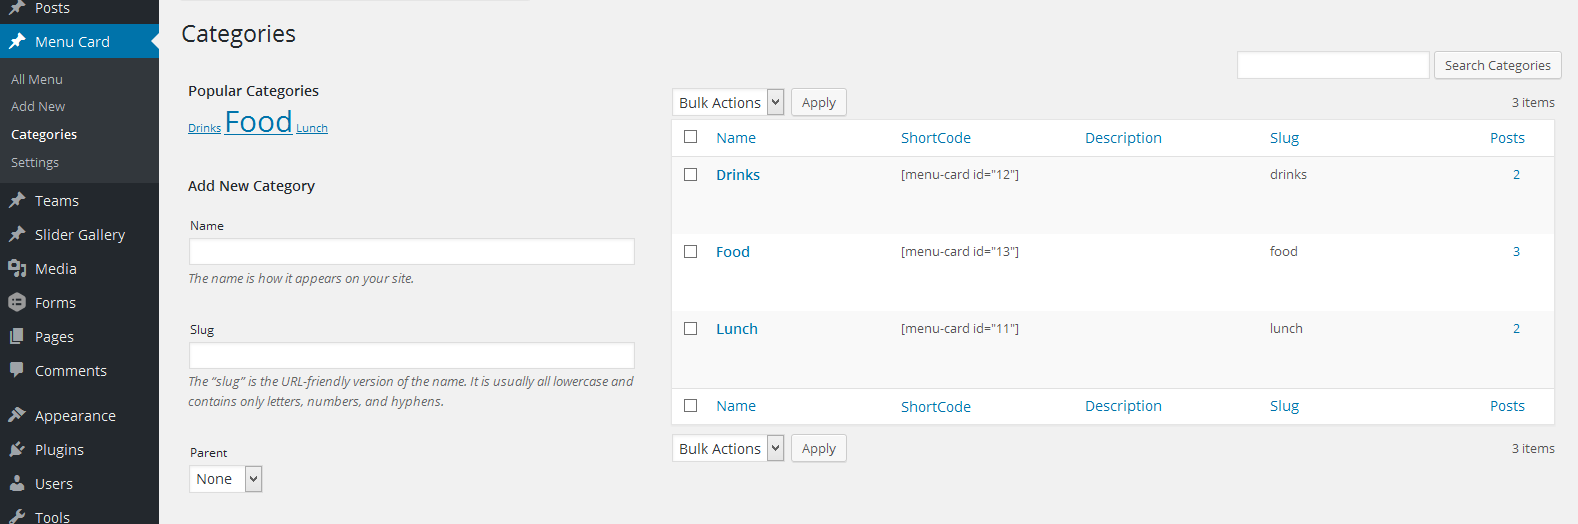 Posts
Menu Card
All Menu
Add New
Categories
Settings
Teams
Slider Gallery
Media
Forms
Pages
Comments
Appearance
Plugins
Users
Tools
Categories
Popular Categories
Drinks Food Lunch
Add New Category
Name
The name is how it appears on your site.
Slug
The “slug” is the URL-friendly version of the name. It is usually all lowercase and
contains only letters, numbers, and hyphens.
Parent
None
Search Categories
Bulk Actions Apply 3 items
Name ShortCode Description Slug Posts
Drinks [menu-card id="12"] drinks 2
Food [menu-card id="13"] food 3
Lunch [menu-card id="11"] lunch 2
Name ShortCode Description Slug Posts
Bulk Actions Apply 3 items